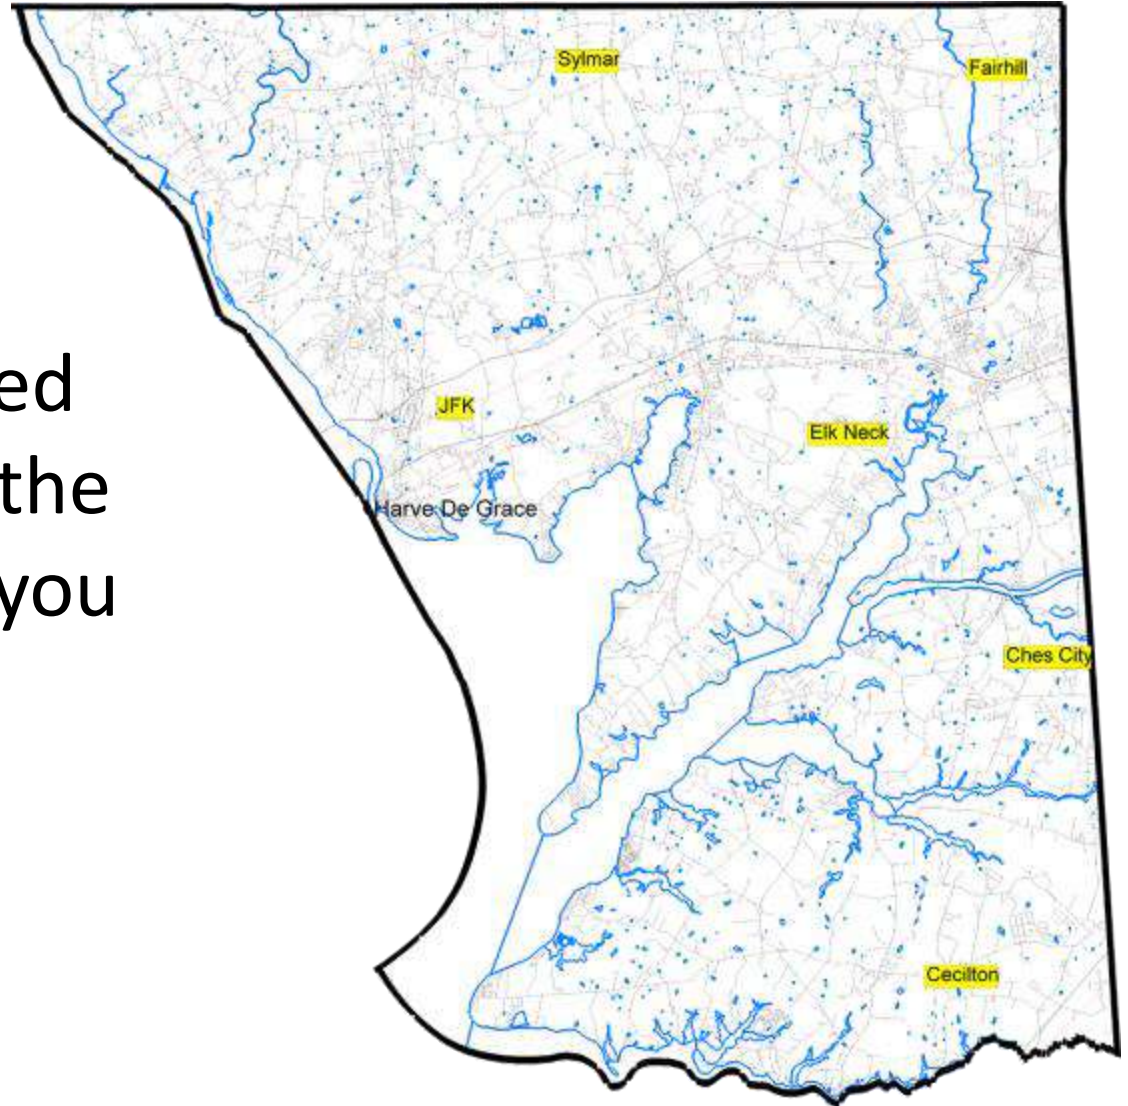 Sylmar
Fairhill
ed
the
you
JFK
Elk Neck
Harve De Grace
Ches City
Cecilton